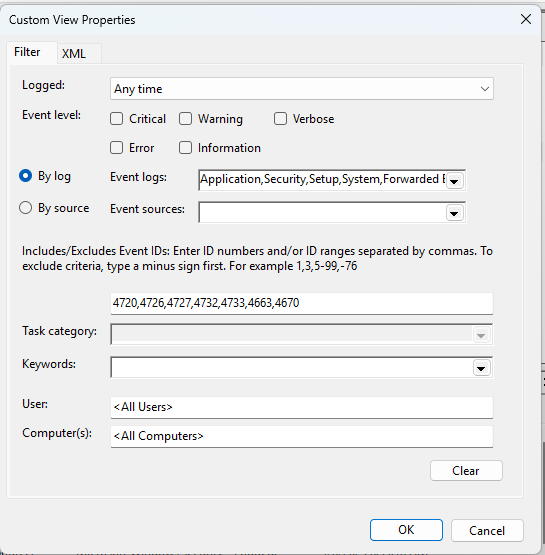 Custom View Properties
Filter
XML
Logged:
Any time
Event level:
Critical
Warning
Verbose
Error
Information
By log
Event logs:
Application,Security,Setup,System,Forwarded
By source
Event sources:
Includes/Excludes Event IDs: Enter ID numbers and/or ID ranges separated by commas. To
exclude criteria, type a minus sign first. For example 1,3,5-99,-76
4720,4726,4727,4732,4733,4663,4670
Task category:
Keywords:
User:
<All Users>
Computer(s):
<All Computers>
Clear
OK
Cancel